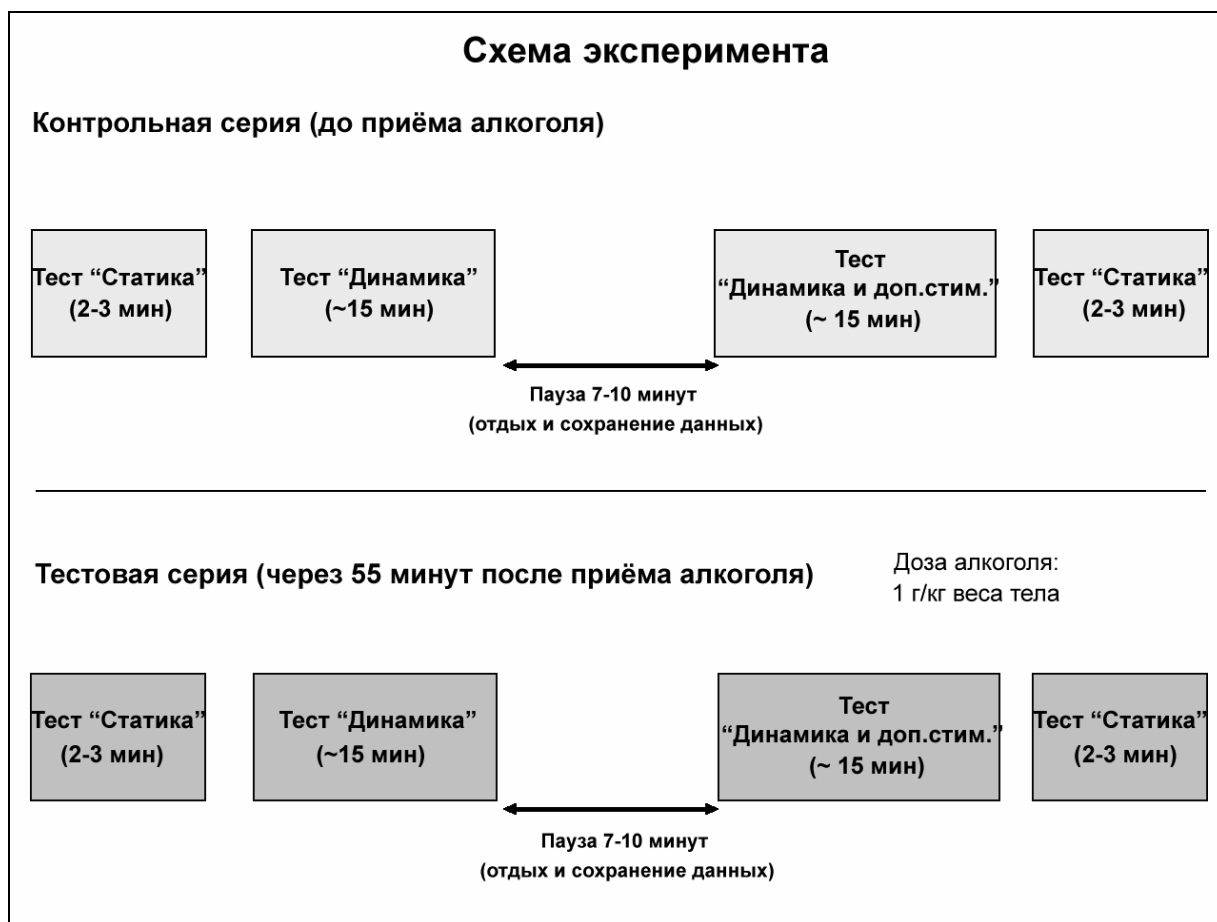 Схема эксперимента
Контрольная серия (до приёма алкоголя)
Тест “Статика”
(2-3 мин)
Тест “Динамика”
(~15 мин)
Тест
“Динамика и доп.стим.”
(~ 15 мин)
Тест “Статика”
(2-3 мин)
Пауза 7-10 минут
(отдых и сохранение данных)
Тестовая серия (через 55 минут после приёма алкоголя)
Доза алкоголя:
1 г/кг веса тела
Тест “Статика”
(2-3 мин)
Тест “Динамика”
(~15 мин)
Тест
“Динамика и доп.стим.”
(~ 15 мин)
Тест “Статика”
(2-3 мин)
Пауза 7-10 минут
(отдых и сохранение данных)